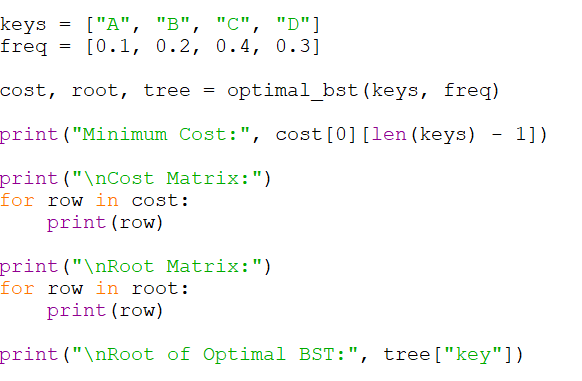 keys = ["A", "B", "C", "D"]
freq = [0.1, 0.2, 0.4, 0.3]
cost, root, tree = optimal_bst(keys, freq)
print("Minimum Cost:", cost[0][len(keys) - 1])
print("\nCost Matrix:")
for row in cost:
    print(row)
print("\nRoot Matrix:")
for row in root:
    print(row)
print("\nRoot of Optimal BST:", tree["key"])